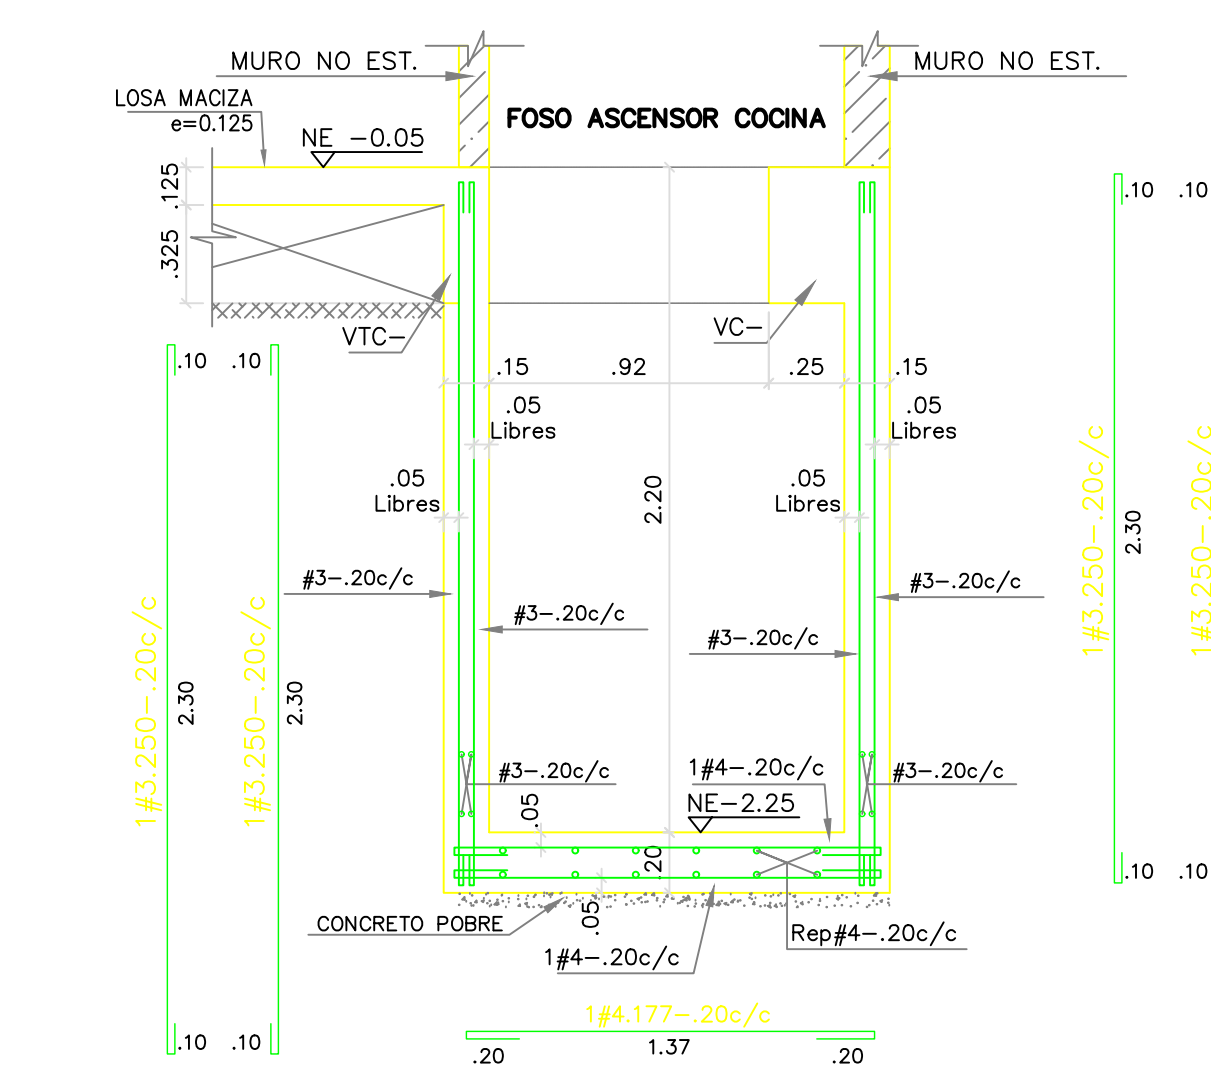 MURO NO EST.
MURO NO EST.
LOSA MACIZA
e=0.125
FOSO ASCENSOR COCINA
NE -0.05
.125
.325
.10
.10
VTC-
VC-
.10
.10
.15
.92
.25
.15
.05
Libres
.05
Libres
.05
Libres
.05
Libres
2.20
1#3.250-.20c/c
2.30
1#3.250-.20c/c
#3-.20c/c
#3-.20c/c
#3-.20c/c
#3-.20c/c
1#3.250-.20c/c
2.30
1#3.250-.20c/c
2.30
#3-.20c/c
1#4-.20c/c
#3-.20c/c
NE-2.25
.05
.20
.10
.10
.05
CONCRETO POBRE
1#4-.20c/c
Rep#4-.20c/c
1#4.177-.20c/c
.10
.10
.20
1.37
.20